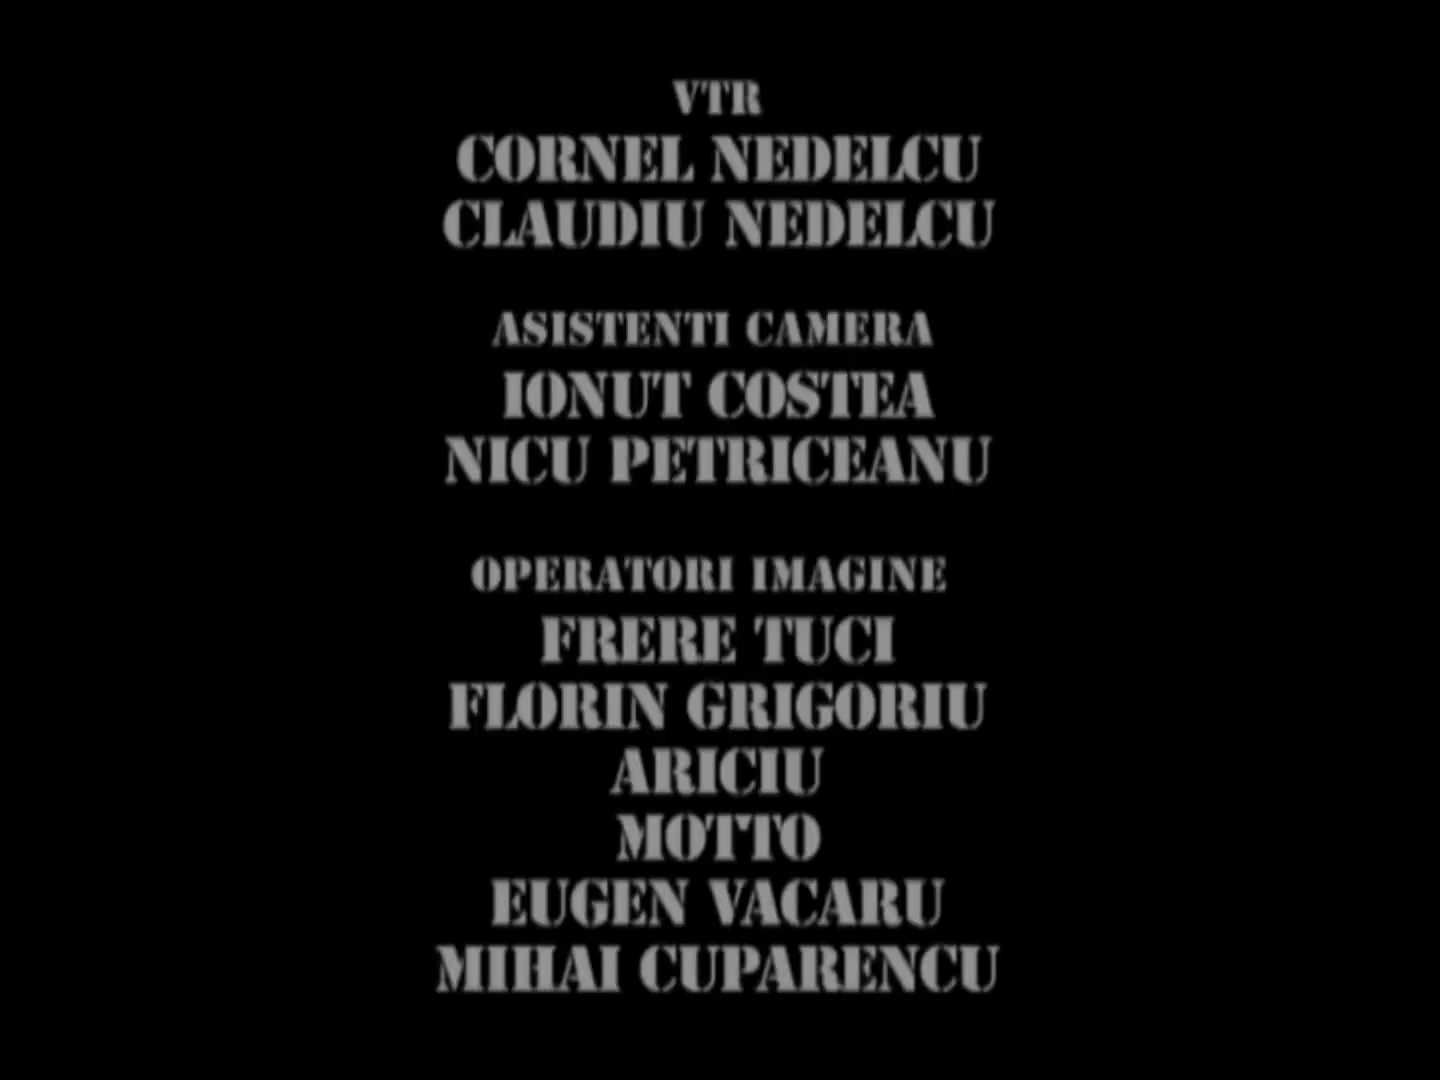 VTR
CORNEL NEDELCU
CLAUDIU NEDELCU
ASISTENTI CAMERA
IONUT COSTEA
NICU PETRICEANU
OPERATORI IMAGINE
FRERE TUCI
FLORIN GRIGORIU
ARICIU
MOTTO
EUGEN VACARU
MIHAI CUPARENCU